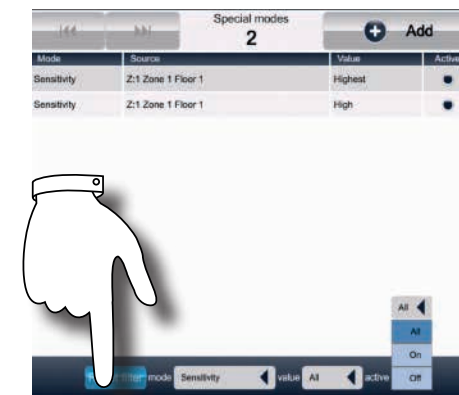 Special modes
2
Add
Mode Source Value Active
Sensitivity Z:1 Zone 1 Floor 1 Highest
Sensitivity Z:1 Zone 1 Floor 1 High
All
All
On
Off
filter mode Sensitivity value All active